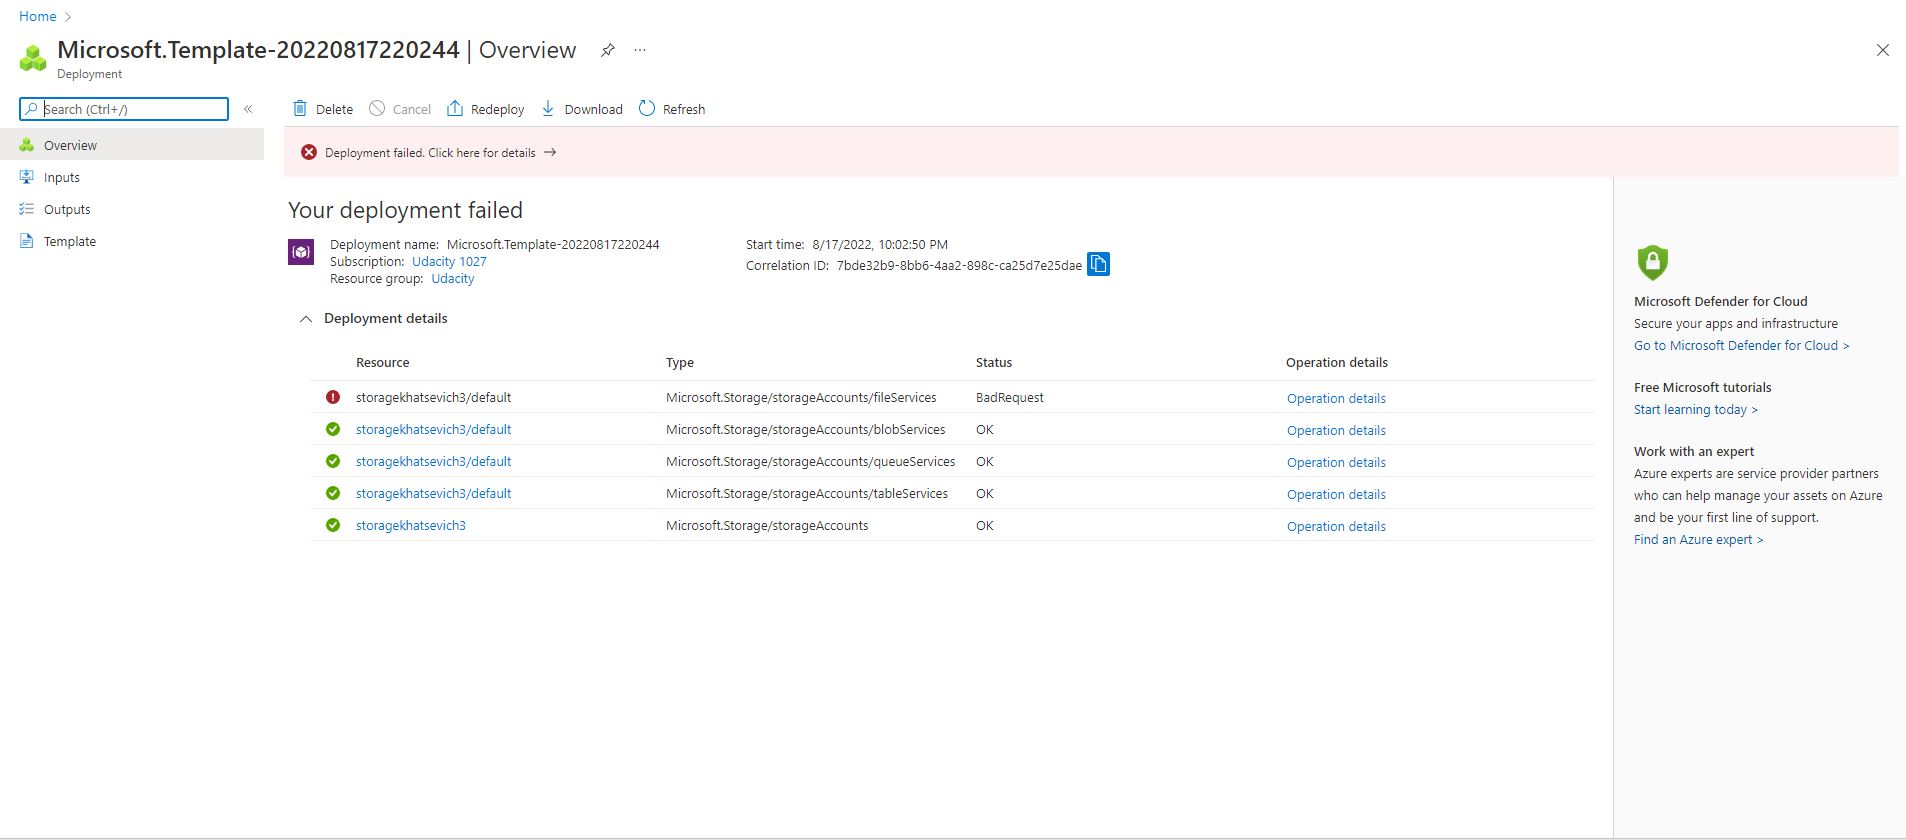 Home
Microsoft.Template-20220817220244 | Overview
Deployment
Search (Ctrl+/)
Overview
Inputs
Outputs
Template
Delete Cancel Redeploy Download Refresh
Deployment failed. Click here for details →
Your deployment failed
Deployment name: Microsoft.Template-20220817220244
Subscription: Udacity 1027
Resource group: Udacity
Start time: 8/17/2022, 10:02:50 PM
Correlation ID: 7bde32b9-8bb6-4aa2-898c-ca25d7e25dae
Deployment details
Resource Type Status Operation details
storagekhatsevich3/default Microsoft.Storage/storageAccounts/fileServices BadRequest Operation details
storagekhatsevich3/default Microsoft.Storage/storageAccounts/blobServices OK Operation details
storagekhatsevich3/default Microsoft.Storage/storageAccounts/queueServices OK Operation details
storagekhatsevich3/default Microsoft.Storage/storageAccounts/tableServices OK Operation details
storagekhatsevich3 Microsoft.Storage/storageAccounts OK Operation details
Microsoft Defender for Cloud
Secure your apps and infrastructure
Go to Microsoft Defender for Cloud >
Free Microsoft tutorials
Start learning today >
Work with an expert
Azure experts are service provider partners
who can help manage your assets on Azure
and be your first line of support.
Find an Azure expert >